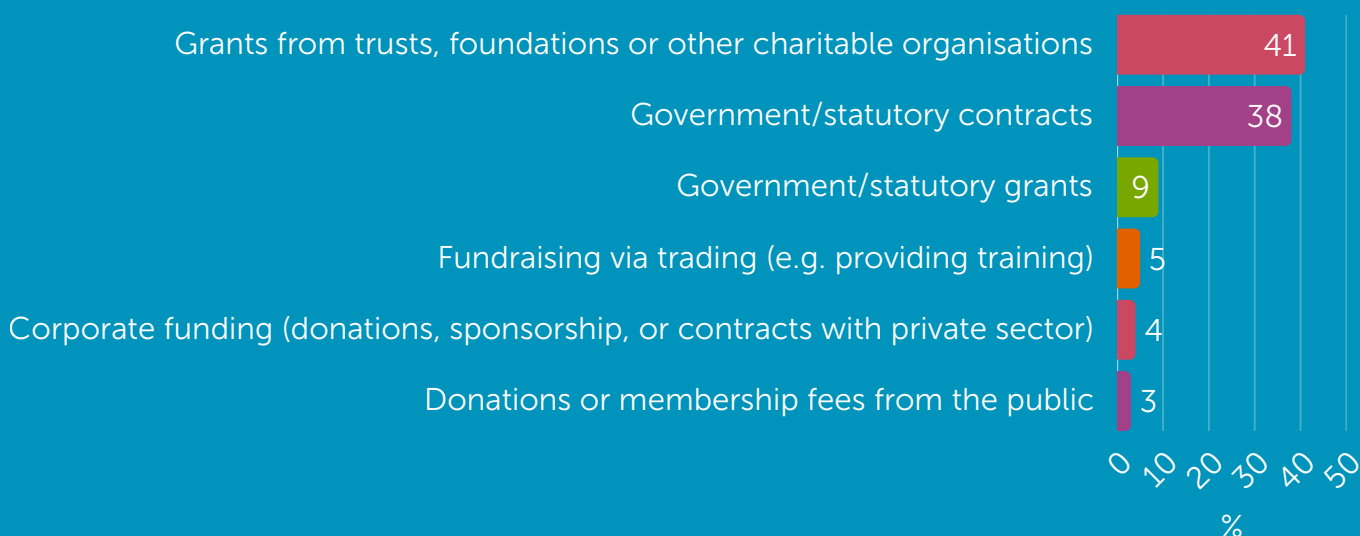 Grants from trusts, foundations or other charitable organisations 41
Government/statutory contracts 38
Government/statutory grants 9
Fundraising via trading (e.g. providing training) 5
Corporate funding (donations, sponsorship, or contracts with private sector) 4
Donations or membership fees from the public 3
0 10 20 30 40 50
%